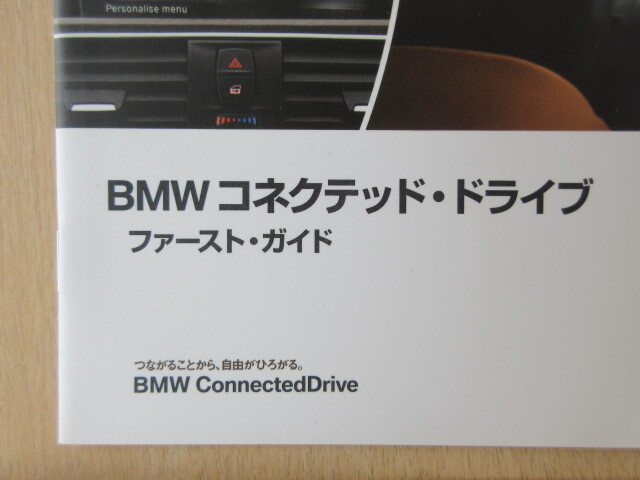 Personalise menu
BMW コネクテッド・ドライブ
ファースト・ガイド
つながることから、自由がひろがる。
BMW ConnectedDrive